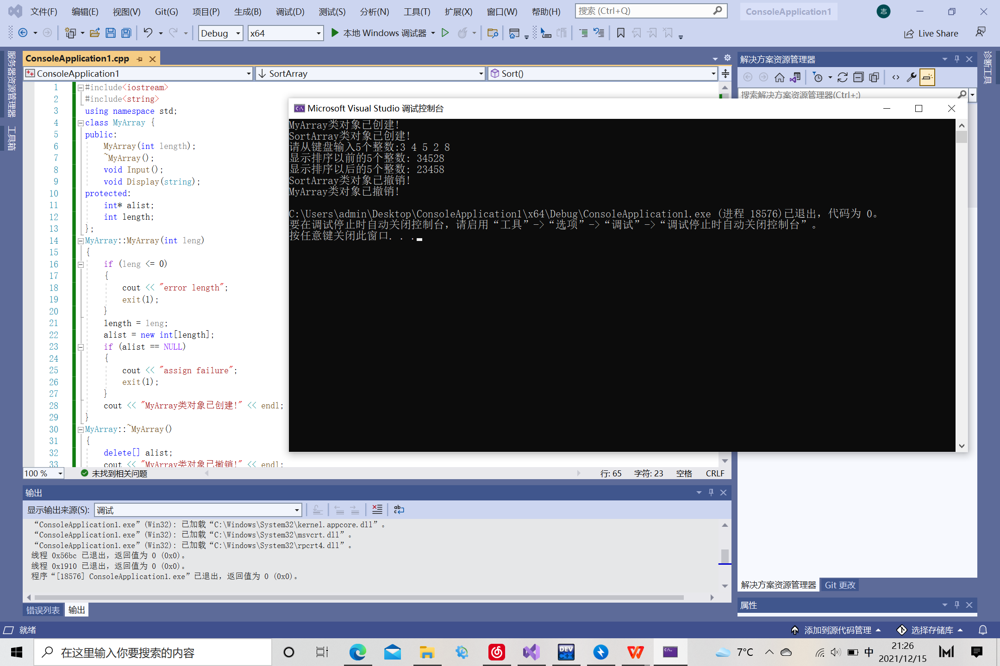 文件(F) 编辑(E) 视图(V) Git(G) 项目(P) 生成(B) 调试(D) 测试(S) 分析(N) 工具(T) 扩展(X) 窗口(W) 帮助(H) 搜索 (Ctrl+Q) ConsoleApplication1 志
Debug x64 本地 Windows 调试器 Live Share
服务器资源管理器
工具箱
ConsoleApplication1.cpp
ConsoleApplication1 SortArray Sort()
1 #include<iostream>
2 #include<string>
3 using namespace std;
4 class MyArray {
5 public:
6 MyArray(int length);
7 ~MyArray();
8 void Input();
9 void Display(string);
10 protected:
11 int* alist;
12 int length;
13 };
14 MyArray::MyArray(int leng)
15 {
16 if (leng <= 0)
17 {
18 cout << "error length";
19 exit(1);
20 }
21 length = leng;
22 alist = new int[length];
23 if (alist == NULL)
24 {
25 cout << "assign failure";
26 exit(1);
27 }
28 cout << "MyArray类对象已创建!" << endl;
29 }
30 MyArray::~MyArray()
31 {
32 delete[] alist;
33 cout << "MyArray类对象已撤销!" << endl;
100 % 未找到相关问题 行: 65 字符: 23 空格 CRLF
Microsoft Visual Studio 调试控制台
MyArray类对象已创建!
SortArray类对象已创建!
请从键盘输入5个整数:3 4 5 2 8
显示排序以前的5个整数: 34528
显示排序以后的5个整数: 23458
SortArray类对象已撤销!
MyArray类对象已撤销!
C:\Users\admin\Desktop\ConsoleApplication1\x64\Debug\ConsoleApplication1.exe (进程 18576)已退出，代码为 0。
要在调试停止时自动关闭控制台，请启用“工具”->“选项”->“调试”->“调试停止时自动关闭控制台”。
按任意键关闭此窗口. . .
解决方案资源管理器
搜索解决方案资源管理器(Ctrl+;)
诊断工具
输出
显示输出来源(S): 调试
“ConsoleApplication1.exe”(Win32): 已加载“C:\Windows\System32\kernel.appcore.dll”。
“ConsoleApplication1.exe”(Win32): 已加载“C:\Windows\System32\msvcrt.dll”。
“ConsoleApplication1.exe”(Win32): 已加载“C:\Windows\System32\rpcrt4.dll”。
线程 0x56bc 已退出，返回值为 0 (0x0)。
线程 0x1910 已退出，返回值为 0 (0x0)。
程序“[18576] ConsoleApplication1.exe”已退出，返回值为 0 (0x0)。
错误列表 输出
解决方案资源管理器 Git 更改
属性
就绪 添加到源代码管理 选择存储库
在这里输入你要搜索的内容 DEV C++ 7°C 中 21:26
2021/12/15